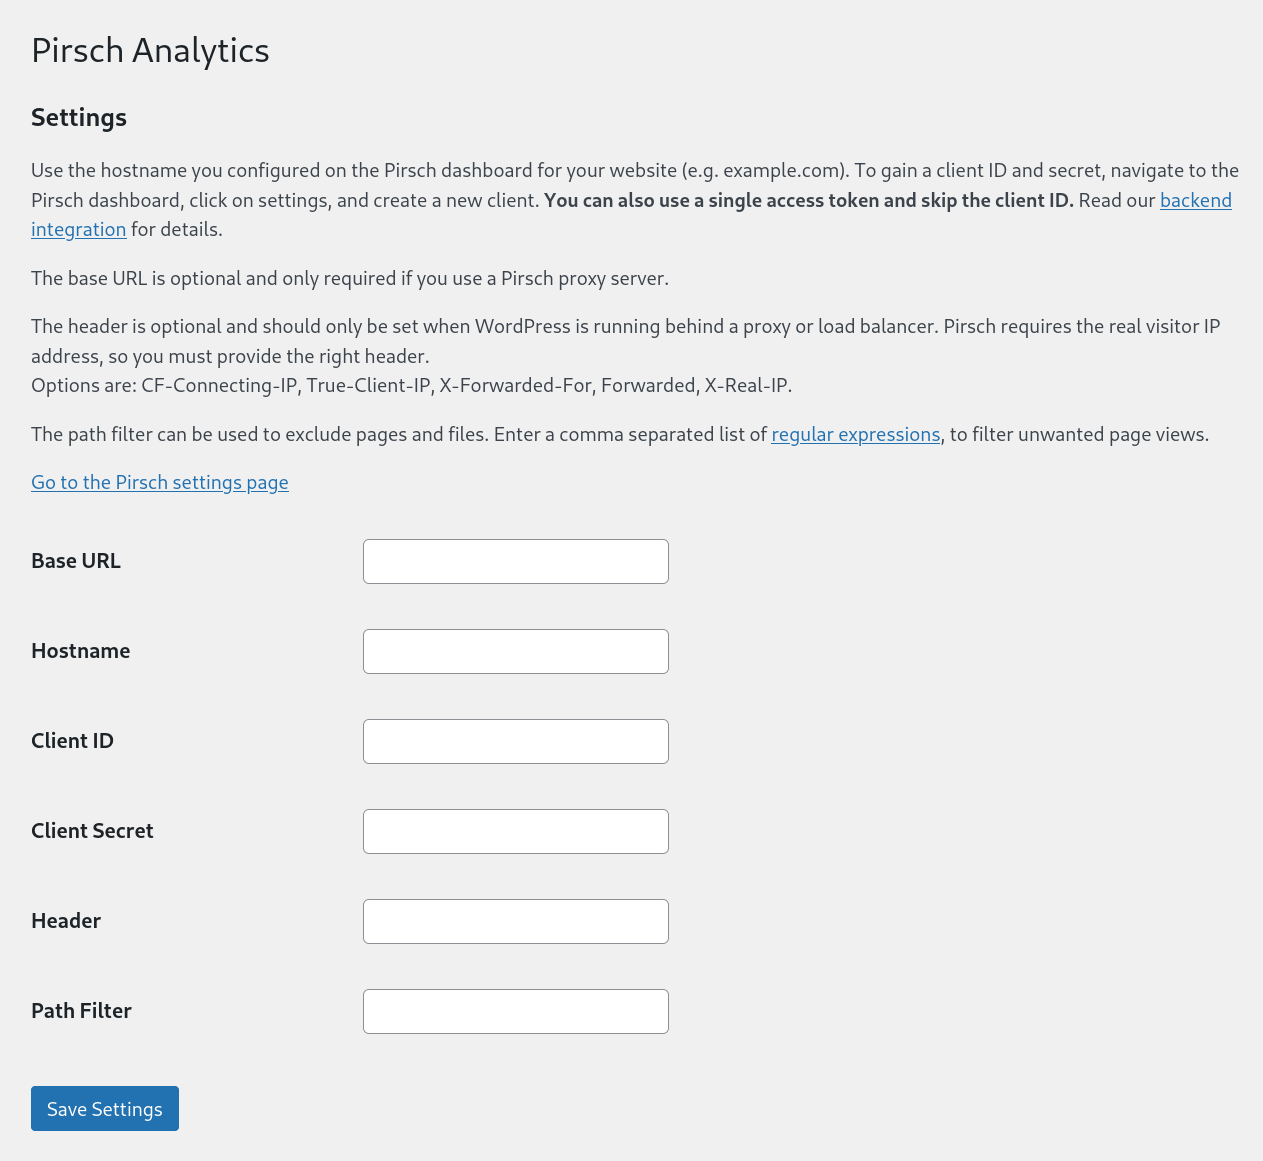 Pirsch Analytics
Settings
Use the hostname you configured on the Pirsch dashboard for your website (e.g. example.com). To gain a client ID and secret, navigate to the
Pirsch dashboard, click on settings, and create a new client. You can also use a single access token and skip the client ID. Read our backend
integration for details.
The base URL is optional and only required if you use a Pirsch proxy server.
The header is optional and should only be set when WordPress is running behind a proxy or load balancer. Pirsch requires the real visitor IP
address, so you must provide the right header.
Options are: CF-Connecting-IP, True-Client-IP, X-Forwarded-For, Forwarded, X-Real-IP.
The path filter can be used to exclude pages and files. Enter a comma separated list of regular expressions, to filter unwanted page views.
Go to the Pirsch settings page
Base URL
Hostname
Client ID
Client Secret
Header
Path Filter
Save Settings